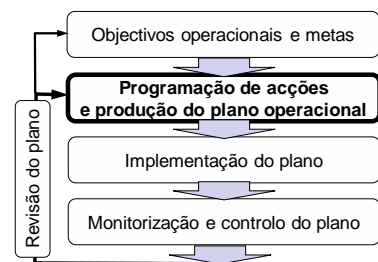 Objectivos operacionais e metas
Programação de acções
e produção do plano operacional
Implementação do plano
Monitorização e controlo do plano
Revisão do plano